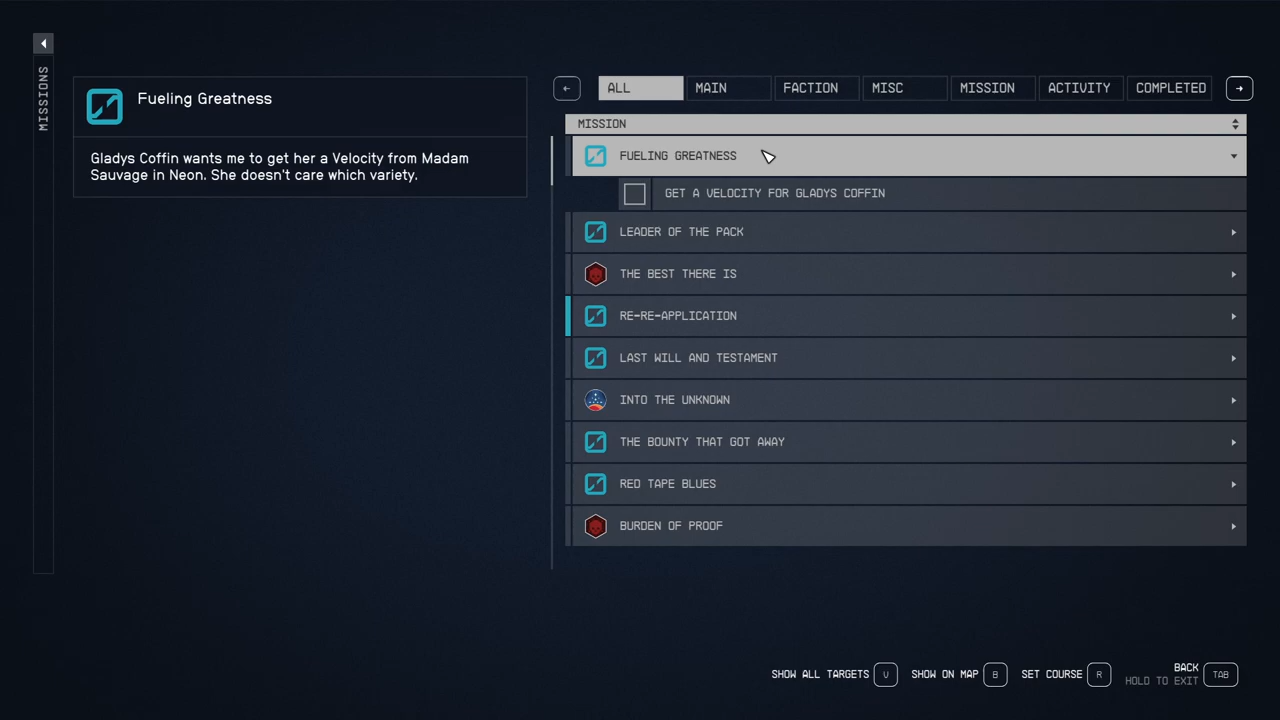 MISSIONS
Fueling Greatness
Gladys Coffin wants me to get her a Velocity from Madam
Sauvage in Neon. She doesn't care which variety.
ALL
MAIN
FACTION
MISC
MISSION
ACTIVITY
COMPLETED
MISSION
FUELING GREATNESS
GET A VELOCITY FOR GLADYS COFFIN
LEADER OF THE PACK
THE BEST THERE IS
RE-RE-APPLICATION
LAST WILL AND TESTAMENT
INTO THE UNKNOWN
THE BOUNTY THAT GOT AWAY
RED TAPE BLUES
BURDEN OF PROOF
SHOW ALL TARGETS V
SHOW ON MAP B
SET COURSE R
BACK
HOLD TO EXIT
TAB